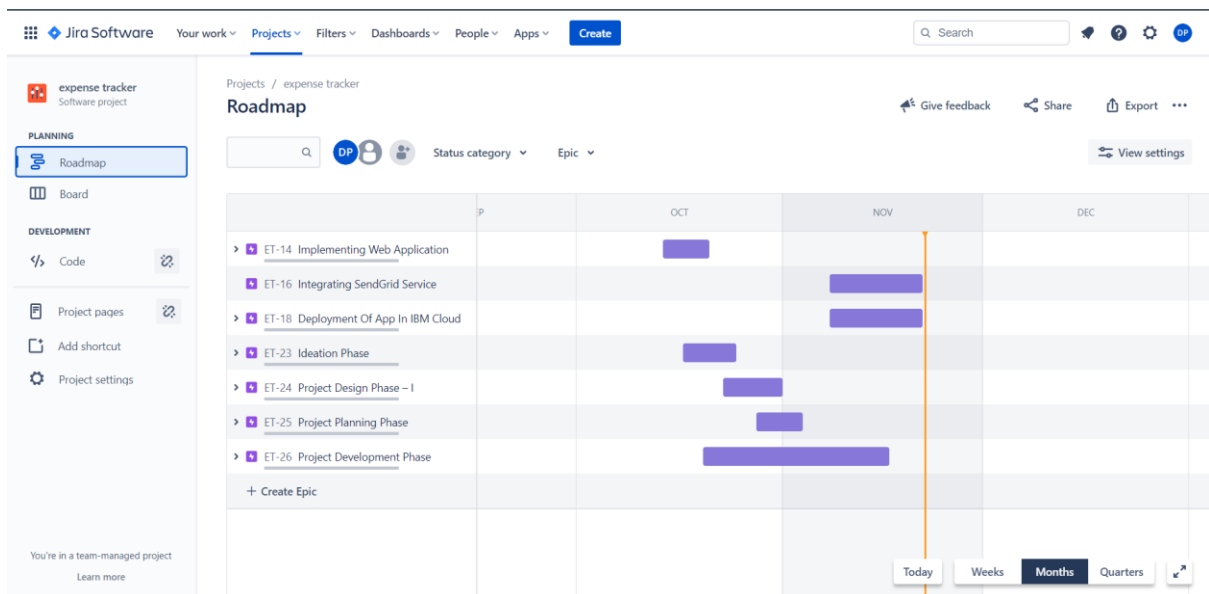 Jira Software Your work Projects Filters Dashboards People Apps Create Search DP
expense tracker
Software project
PLANNING
Roadmap
Board
DEVELOPMENT
Code
Project pages
Add shortcut
Project settings
You're in a team-managed project
Learn more
Projects / expense tracker
Roadmap
Give feedback Share Export
DP Status category Epic View settings
P OCT NOV DEC
ET-14 Implementing Web Application
ET-16 Integrating SendGrid Service
ET-18 Deployment Of App In IBM Cloud
ET-23 Ideation Phase
ET-24 Project Design Phase – I
ET-25 Project Planning Phase
ET-26 Project Development Phase
+ Create Epic
Today Weeks Months Quarters